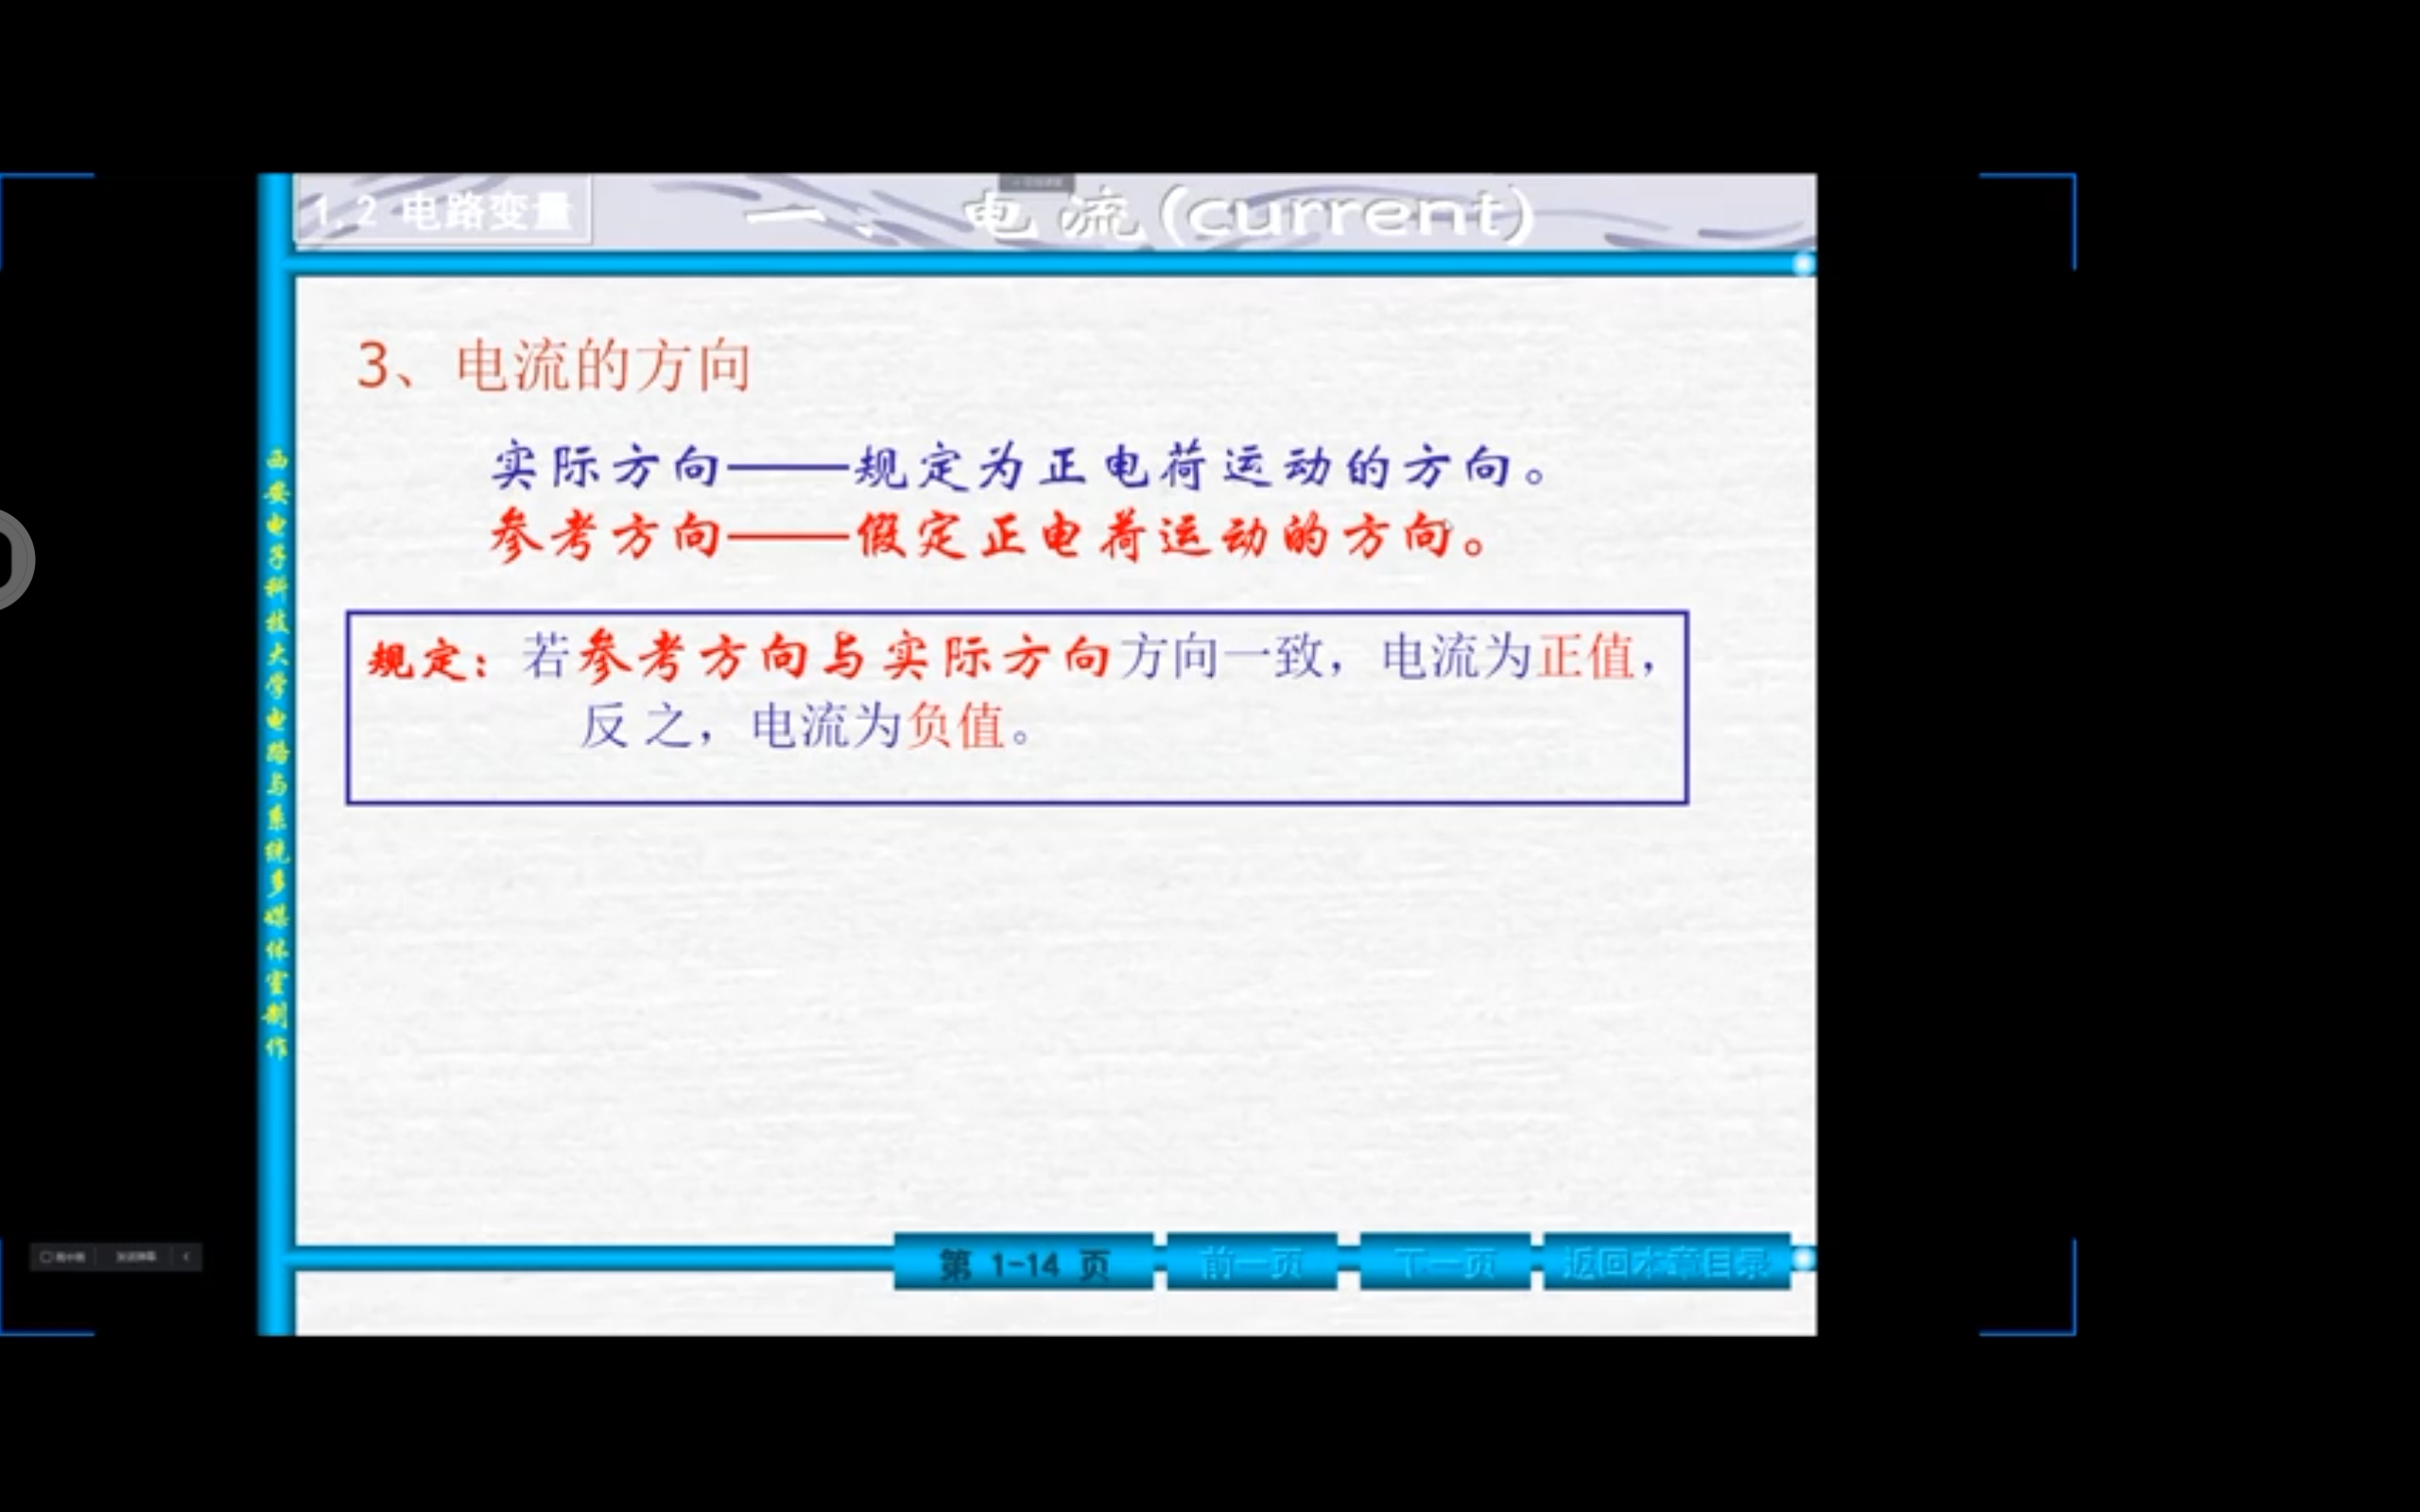 1.2 电路变量
一、 电 流 (current)
3、电流的方向
实际方向——规定为正电荷运动的方向。
参考方向——假定正电荷运动的方向。
规定：若参考方向与实际方向方向一致，电流为正值，
反 之，电流为负值。
西安电子科技大学电路与系统多媒体室制作
第 1-14 页
前一页
下一页
返回本章目录